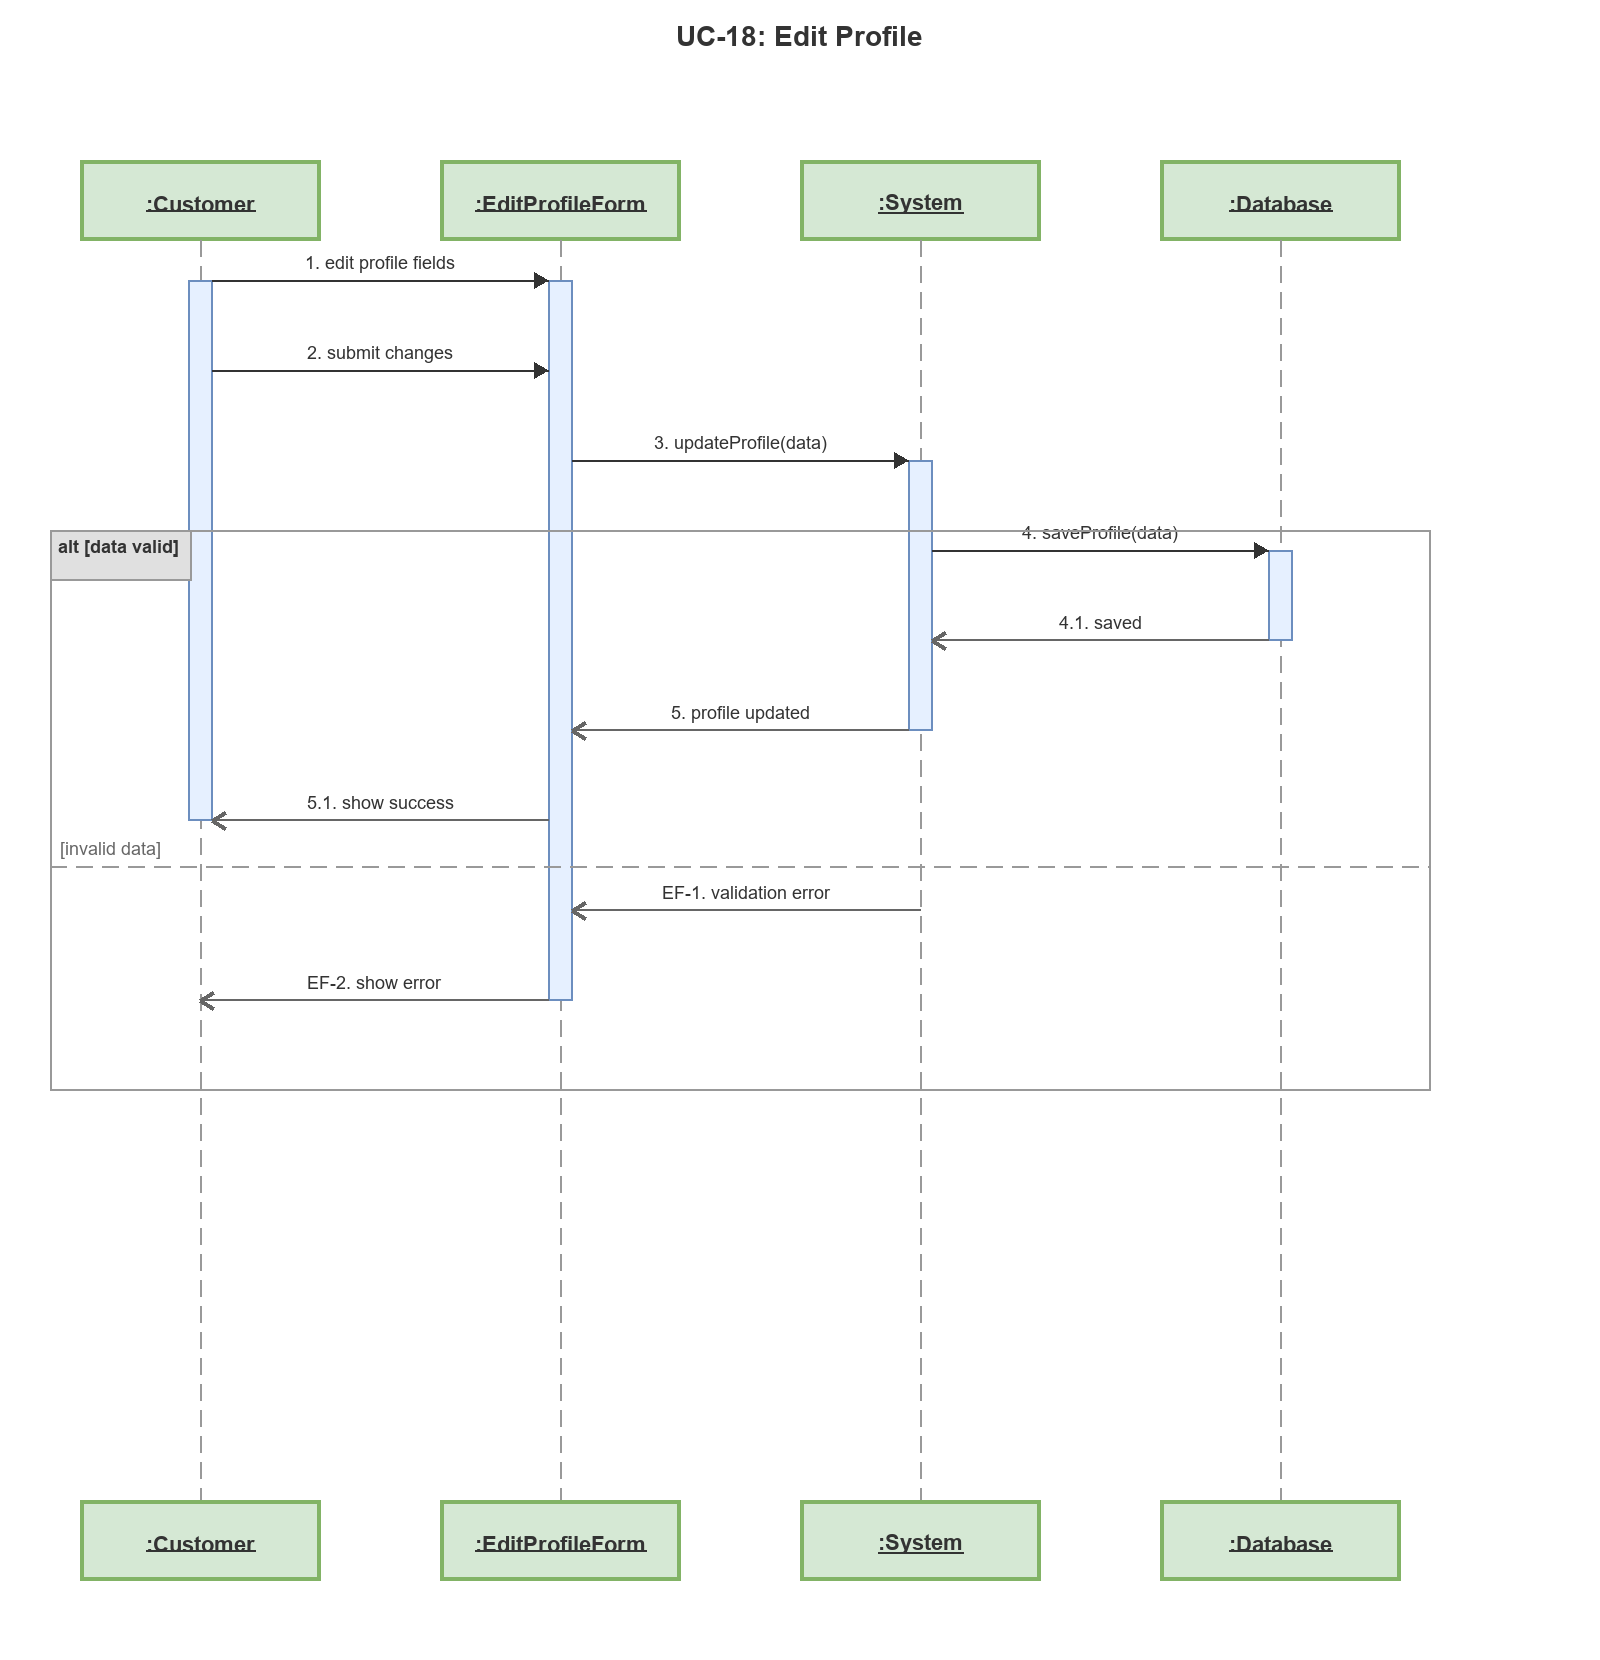 UC-18: Edit Profile
:Customer
:EditProfileForm
:System
:Database
1. edit profile fields
2. submit changes
3. updateProfile(data)
alt [data valid]
4. saveProfile(data)
4.1. saved
5. profile updated
5.1. show success
[invalid data]
EF-1. validation error
EF-2. show error
:Customer
:EditProfileForm
:System
:Database